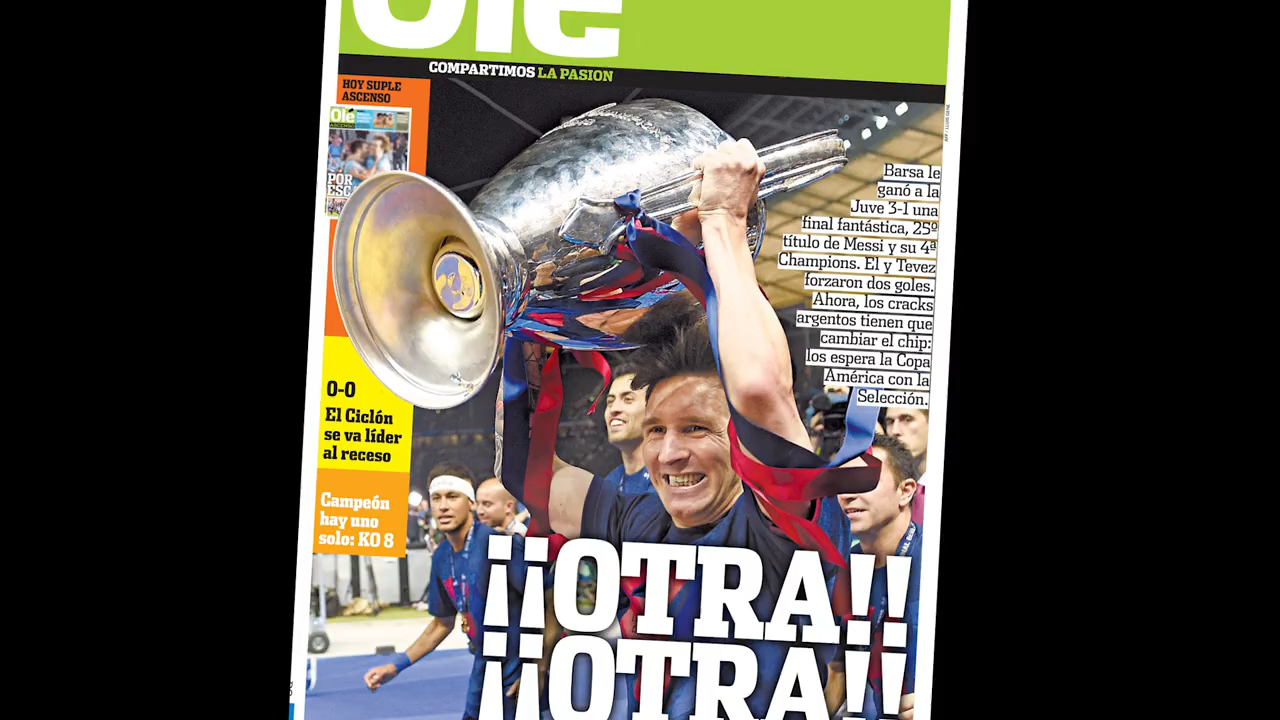 Olé
COMPARTIMOS LA PASION
HOY SUPLE
ASCENSO
Olé
POR
ESC
Barsa le
ganó a la
Juve 3-1 una
final fantástica, 25º
título de Messi y su 4ª
Champions. El y Tevez
forzaron dos goles.
Ahora, los cracks
argentos tienen que
cambiar el chip:
los espera la Copa
América con la
Selección.
0-0
El Ciclón
se va líder
al receso
Campeón
hay uno
solo: KO 8
¡¡OTRA!!
¡¡OTRA!!